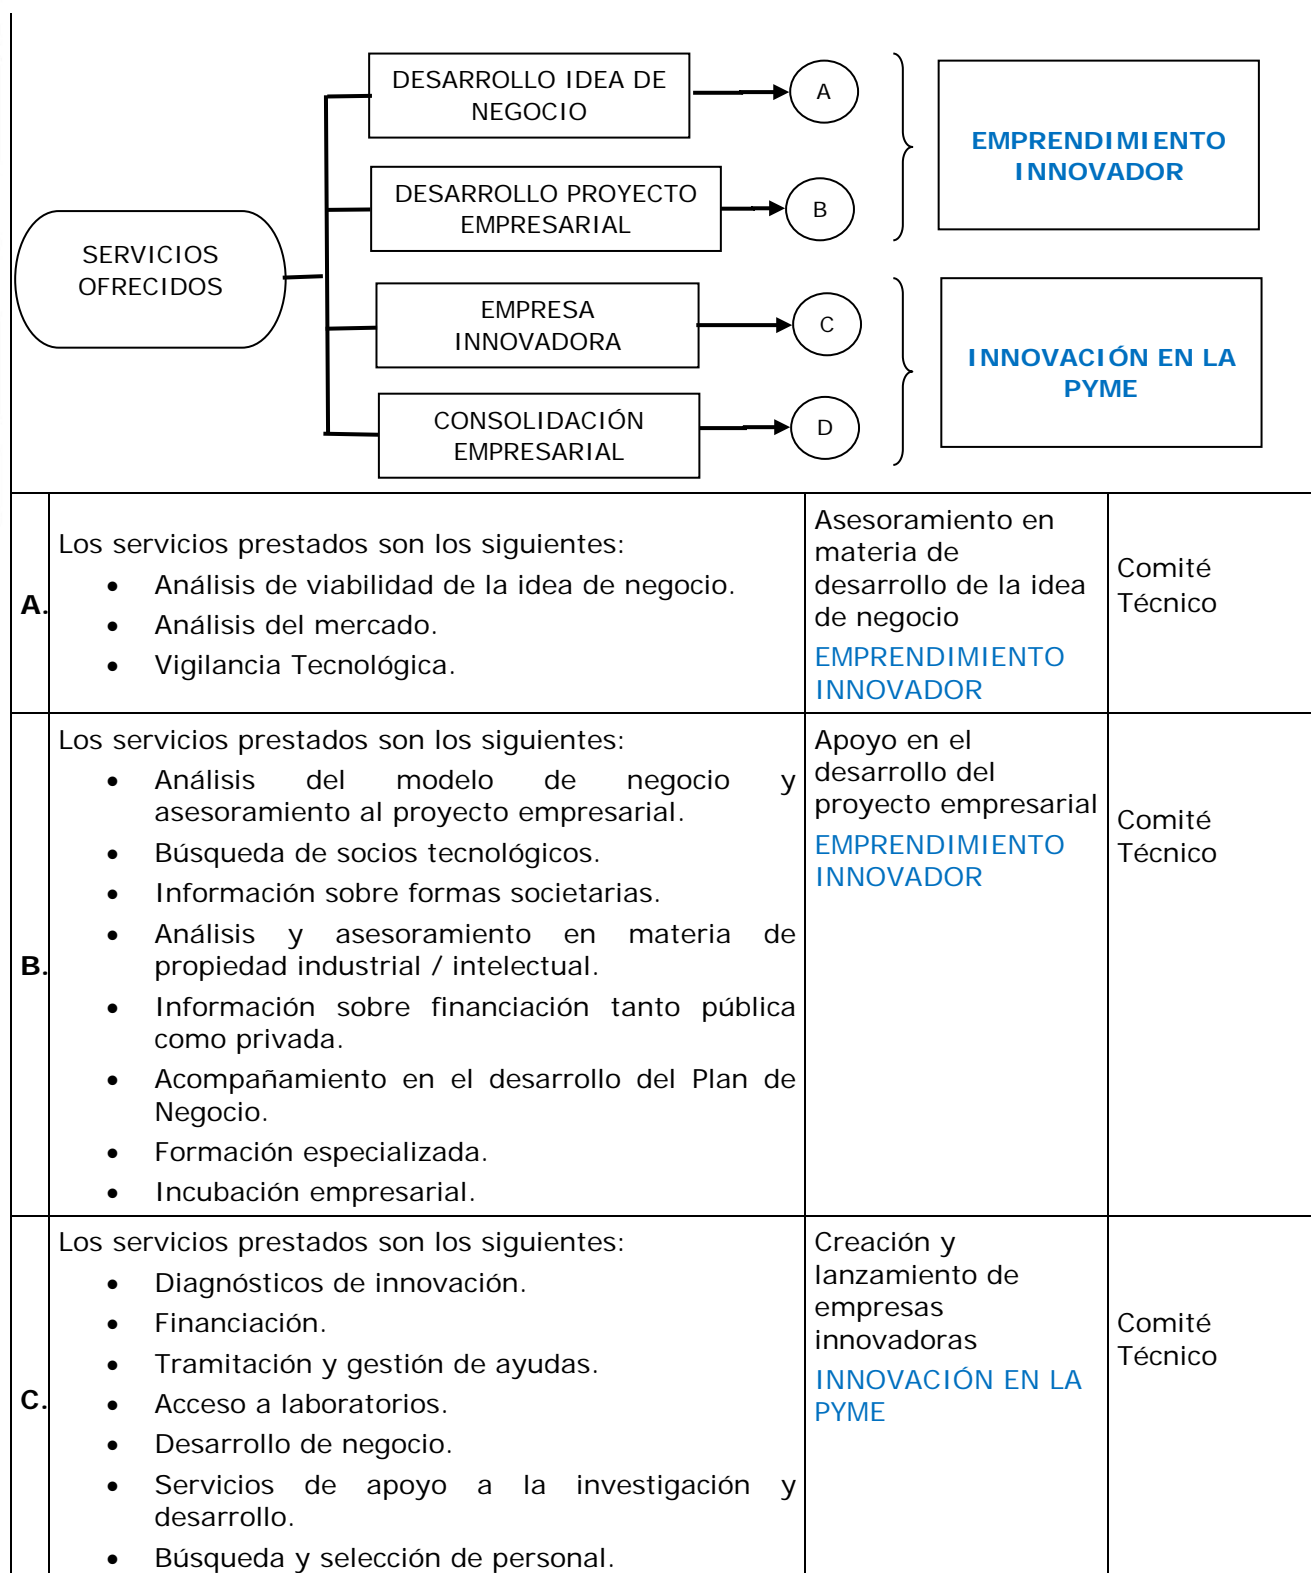 DESARROLLO IDEA DE
NEGOCIO
A
EMPRENDIMIENTO
INNOVADOR
DESARROLLO PROYECTO
EMPRESARIAL
B
SERVICIOS
OFRECIDOS
EMPRESA
INNOVADORA
C
INNOVACIÓN EN LA
PYME
CONSOLIDACIÓN
EMPRESARIAL
D
A.
Los servicios prestados son los siguientes:
• Análisis de viabilidad de la idea de negocio.
• Análisis del mercado.
• Vigilancia Tecnológica.
Asesoramiento en
materia de
desarrollo de la idea
de negocio
EMPRENDIMIENTO
INNOVADOR
Comité
Técnico
B.
Los servicios prestados son los siguientes:
• Análisis del modelo de negocio y
asesoramiento al proyecto empresarial.
• Búsqueda de socios tecnológicos.
• Información sobre formas societarias.
• Análisis y asesoramiento en materia de
propiedad industrial / intelectual.
• Información sobre financiación tanto pública
como privada.
• Acompañamiento en el desarrollo del Plan de
Negocio.
• Formación especializada.
• Incubación empresarial.
Apoyo en el
desarrollo del
proyecto empresarial
EMPRENDIMIENTO
INNOVADOR
Comité
Técnico
C.
Los servicios prestados son los siguientes:
• Diagnósticos de innovación.
• Financiación.
• Tramitación y gestión de ayudas.
• Acceso a laboratorios.
• Desarrollo de negocio.
• Servicios de apoyo a la investigación y
desarrollo.
• Búsqueda y selección de personal.
Creación y
lanzamiento de
empresas
innovadoras
INNOVACIÓN EN LA
PYME
Comité
Técnico